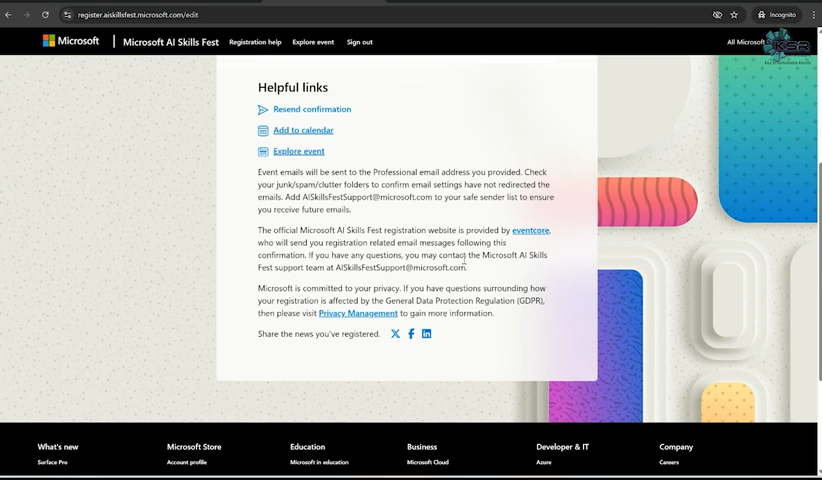 register.aiskillsfest.microsoft.com/edit
Incognito
Microsoft
Microsoft AI Skills Fest
Registration help
Explore event
Sign out
All Microsoft
KSR
Helpful links
Resend confirmation
Add to calendar
Explore event
Event emails will be sent to the Professional email address you provided. Check
your junk/spam/clutter folders to confirm email settings have not redirected the
emails. Add AISkillsFestSupport@microsoft.com to your safe sender list to ensure
you receive future emails.
The official Microsoft AI Skills Fest registration website is provided by eventcore,
who will send you registration related email messages following this
confirmation. If you have any questions, you may contact the Microsoft AI Skills
Fest support team at AISkillsFestSupport@microsoft.com.
Microsoft is committed to your privacy. If you have questions surrounding how
your registration is affected by the General Data Protection Regulation (GDPR),
then please visit Privacy Management to gain more information.
Share the news you've registered.
What's new
Microsoft Store
Education
Business
Developer & IT
Company
Surface Pro
Account profile
Microsoft in education
Microsoft Cloud
Azure
Careers